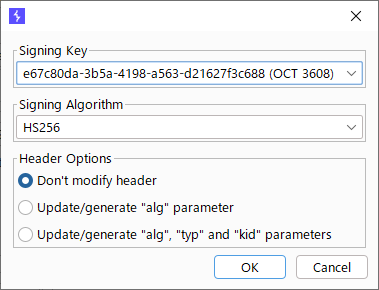 Signing Key
e67c80da-3b5a-4198-a563-d21627f3c688 (OCT 3608)
Signing Algorithm
HS256
Header Options
Don't modify header
Update/generate "alg" parameter
Update/generate "alg", "typ" and "kid" parameters
OK
Cancel